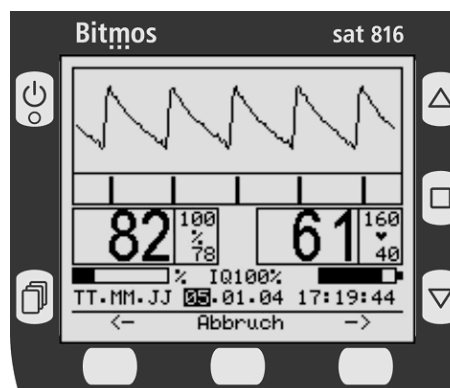 Bitmos sat 816
82 100 % 78 61 160 ♥ 40
% IQ100%
TT.MM.JJ 05.01.04 17:19:44
<- Abbruch ->